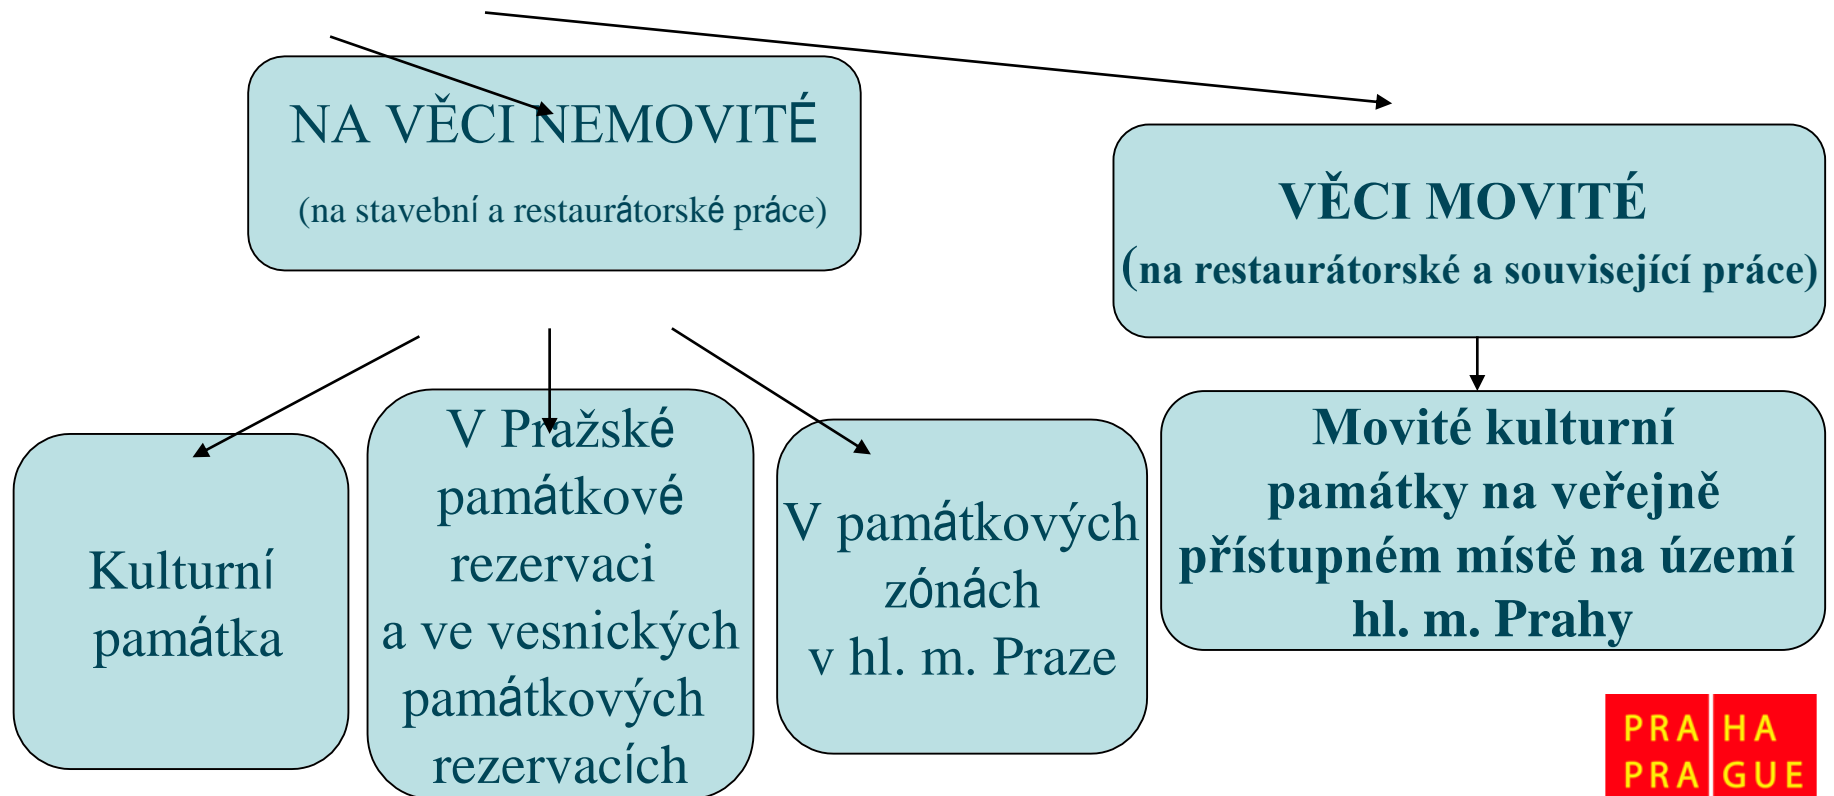 NA VĚCI NEMOVITÉ
(na stavební a restaurátorské práce)
VĚCI MOVITÉ
(na restaurátorské a související práce)
Kulturní
památka
V Pražské
památkové
rezervaci
a ve vesnických
památkových
rezervacích
V památkových
zónách
v hl. m. Praze
Movité kulturní
památky na veřejně
přístupném místě na území
hl. m. Prahy
PRA HA
PRA GUE